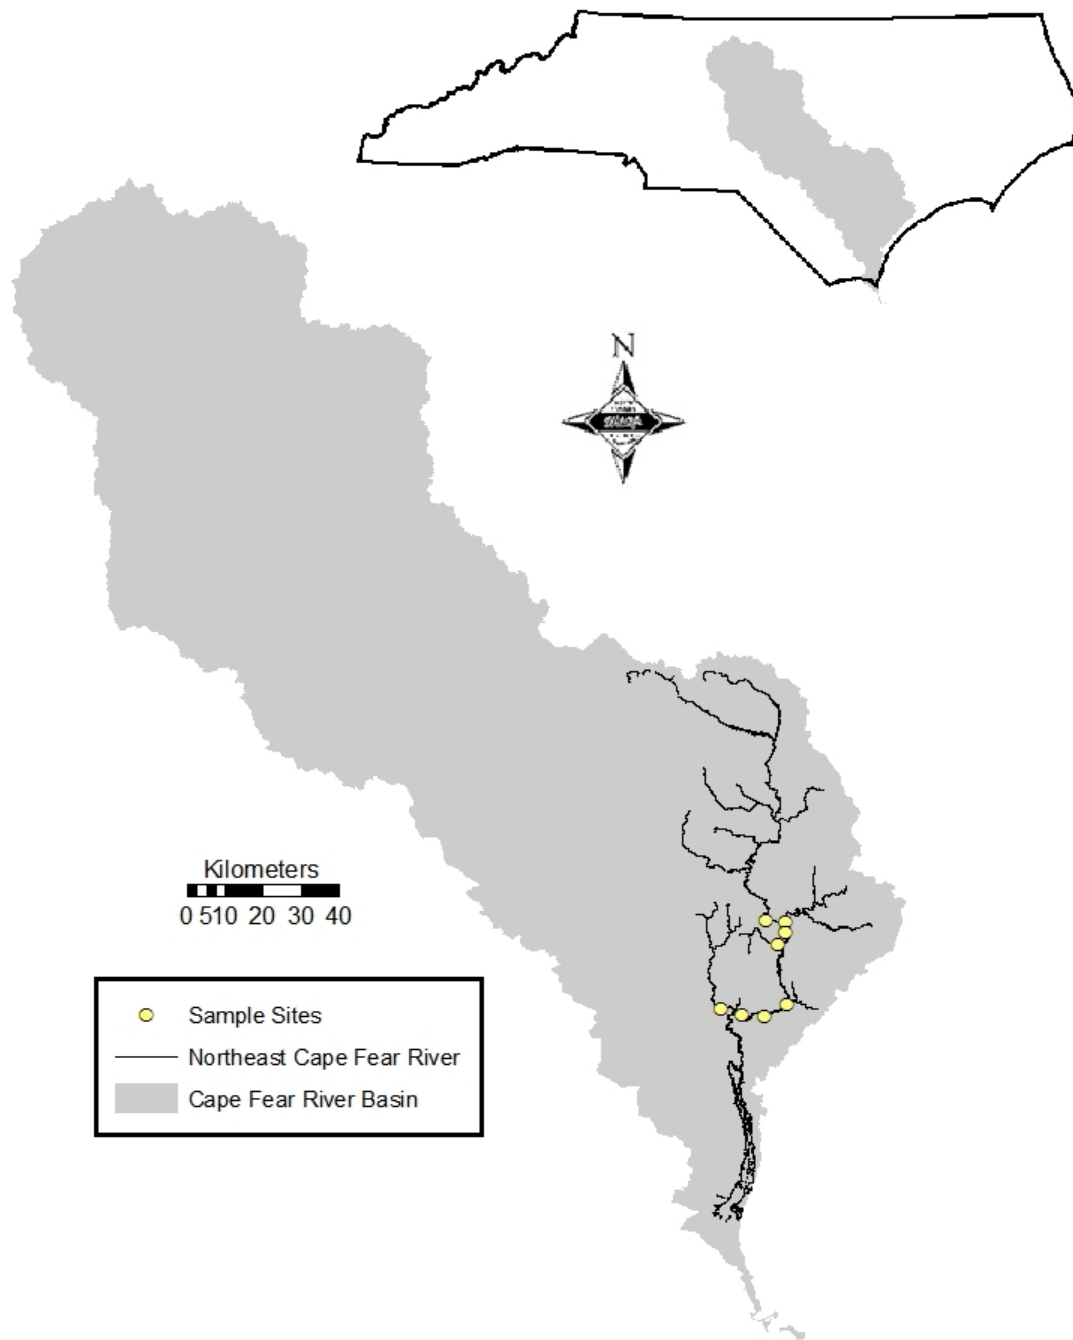 N
Kilometers
0 510 20 30 40
Sample Sites
Northeast Cape Fear River
Cape Fear River Basin